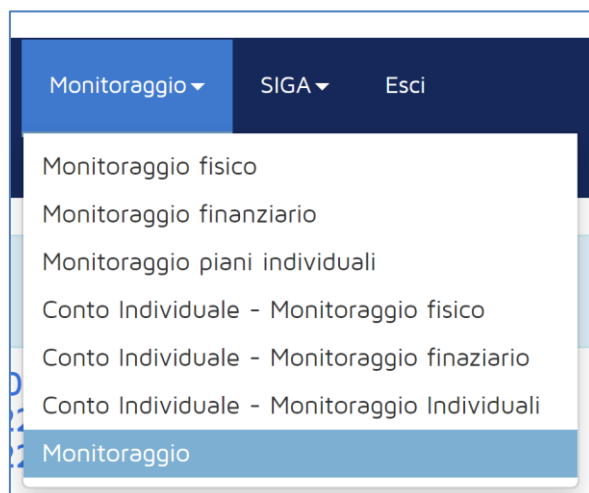 Monitoraggio SIGA Esci
Monitoraggio fisico
Monitoraggio finanziario
Monitoraggio piani individuali
Conto Individuale - Monitoraggio fisico
Conto Individuale - Monitoraggio finaziario
Conto Individuale - Monitoraggio Individuali
Monitoraggio